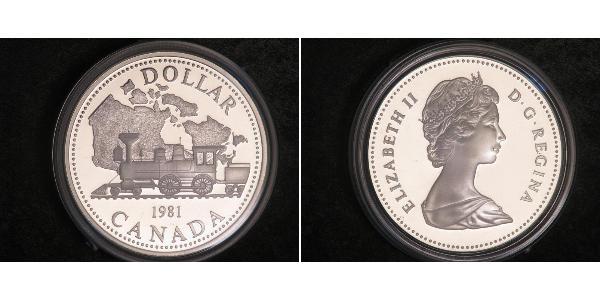 DOLLAR
1981
CANADA
ELIZABETH II
D·G·REGINA